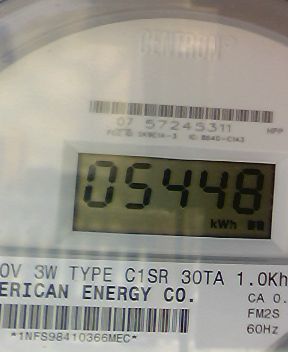 CENTRON
07 57245311
HPP
05448
kWh
0V 3W TYPE C1SR 30TA 1.0Kh
ERICAN ENERGY CO.
CA 0.
FM2S
60Hz
*1NFS98410366MEC*